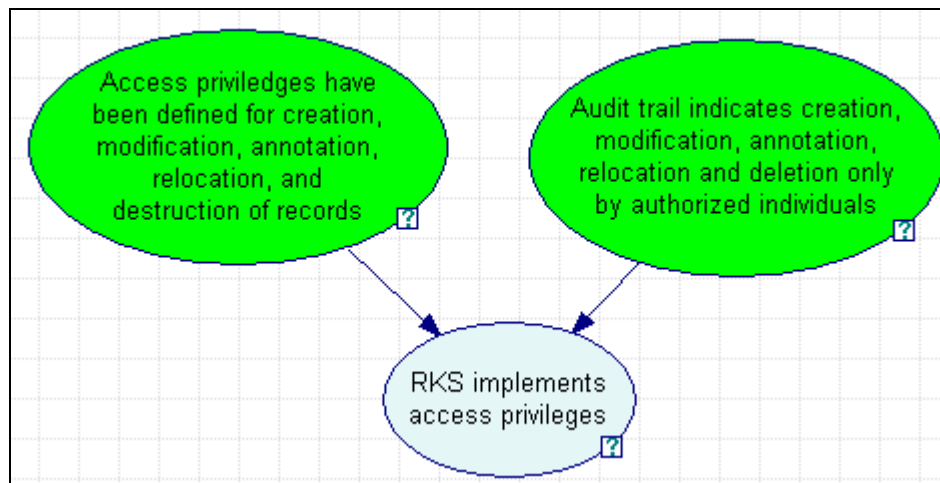 Access priviledges have
been defined for creation,
modification, annotation,
relocation, and
destruction of records
?
Audit trail indicates creation,
modification, annotation,
relocation and deletion only
by authorized individuals
?
RKS implements
access privileges
?